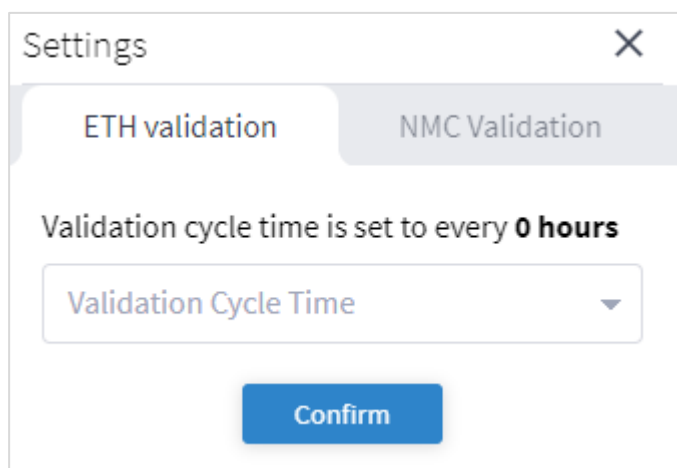 Settings
ETH validation NMC Validation
Validation cycle time is set to every 0 hours
Validation Cycle Time
Confirm